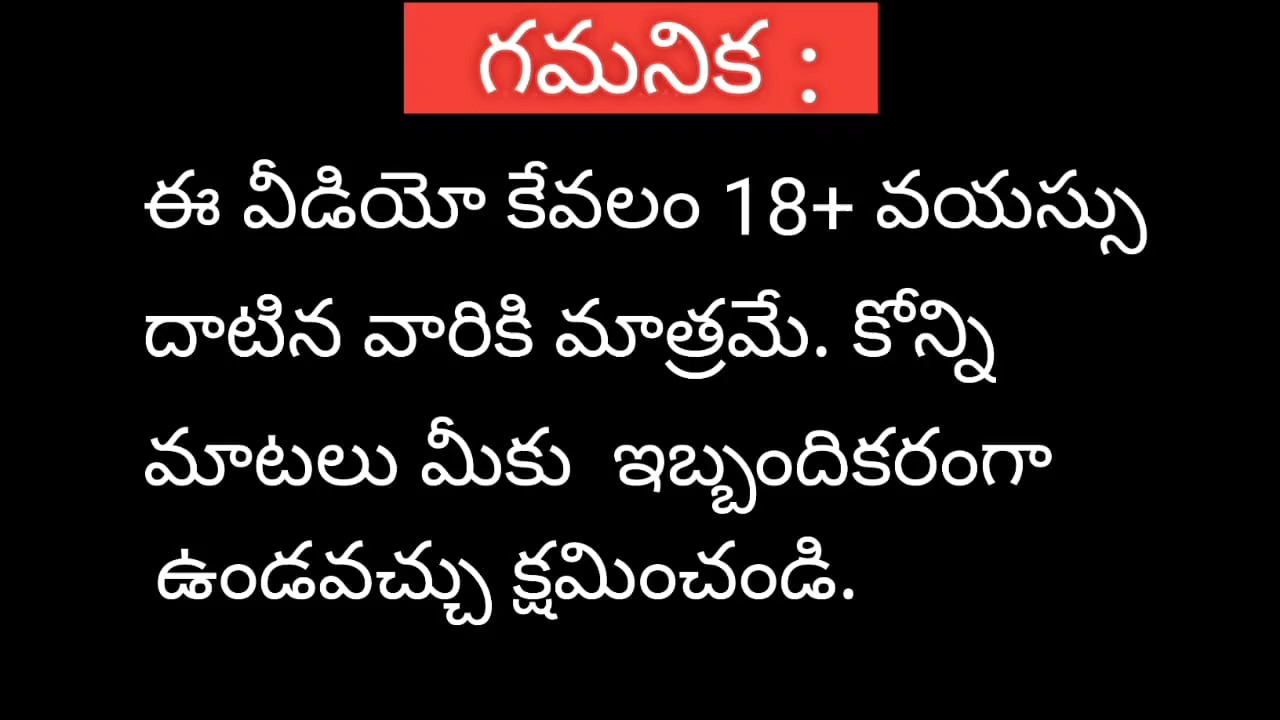 గమనిక :
ఈ వీడియో కేవలం 18+ వయస్సు
దాటిన వారికి మాత్రమే. కోన్ని
మాటలు మీకు ఇబ్బందికరంగా
ఉండవచ్చు క్షమించండి.